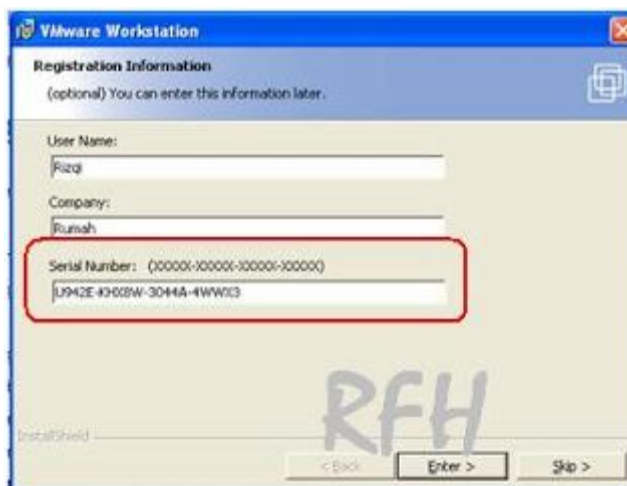 VMware Workstation
Registration Information
(optional) You can enter this information later.
User Name:
Rizqi
Company:
Rumah
Serial Number: (XXXXX-XXXXX-XXXXX-XXXXX)
RFH
InstallShield
< Back Enter > Skip >